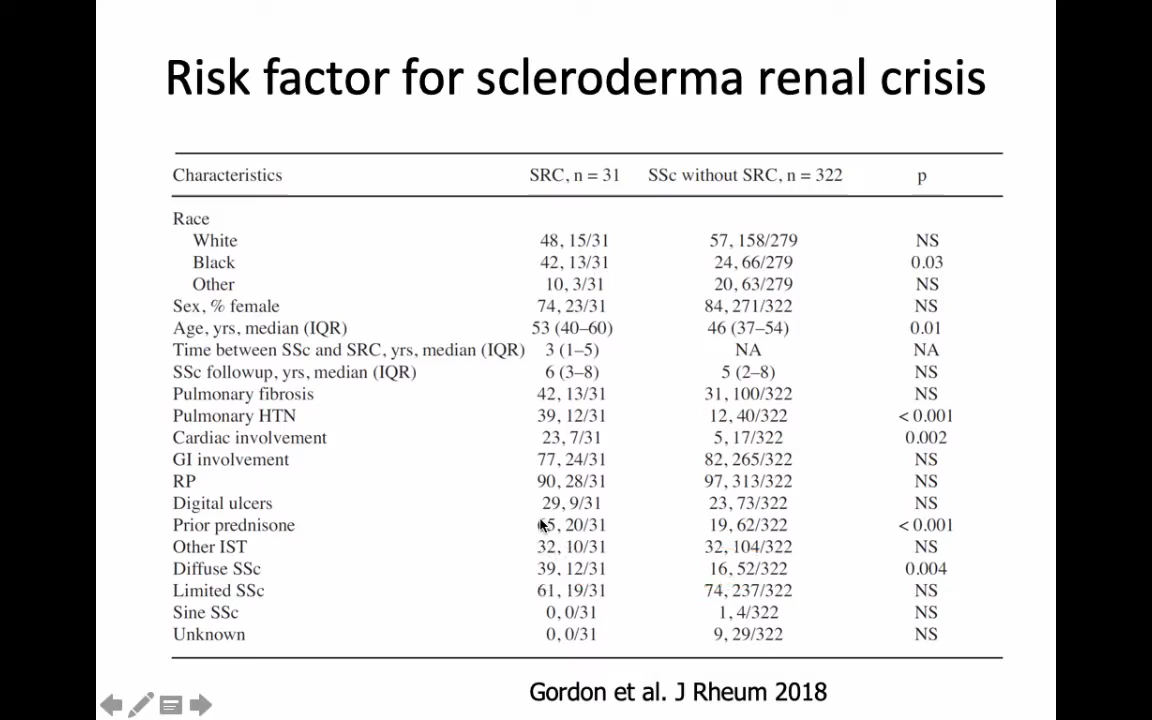 Risk factor for scleroderma renal crisis
Characteristics SRC, n = 31 SSc without SRC, n = 322 p
Race
White 48, 15/31 57, 158/279 NS
Black 42, 13/31 24, 66/279 0.03
Other 10, 3/31 20, 63/279 NS
Sex, % female 74, 23/31 84, 271/322 NS
Age, yrs, median (IQR) 53 (40–60) 46 (37–54) 0.01
Time between SSc and SRC, yrs, median (IQR) 3 (1–5) NA NA
SSc followup, yrs, median (IQR) 6 (3–8) 5 (2–8) NS
Pulmonary fibrosis 42, 13/31 31, 100/322 NS
Pulmonary HTN 39, 12/31 12, 40/322 < 0.001
Cardiac involvement 23, 7/31 5, 17/322 0.002
GI involvement 77, 24/31 82, 265/322 NS
RP 90, 28/31 97, 313/322 NS
Digital ulcers 29, 9/31 23, 73/322 NS
Prior prednisone 20/31 19, 62/322 < 0.001
Other IST 32, 10/31 32, 104/322 NS
Diffuse SSc 39, 12/31 16, 52/322 0.004
Limited SSc 61, 19/31 74, 237/322 NS
Sine SSc 0, 0/31 1, 4/322 NS
Unknown 0, 0/31 9, 29/322 NS
Gordon et al. J Rheum 2018